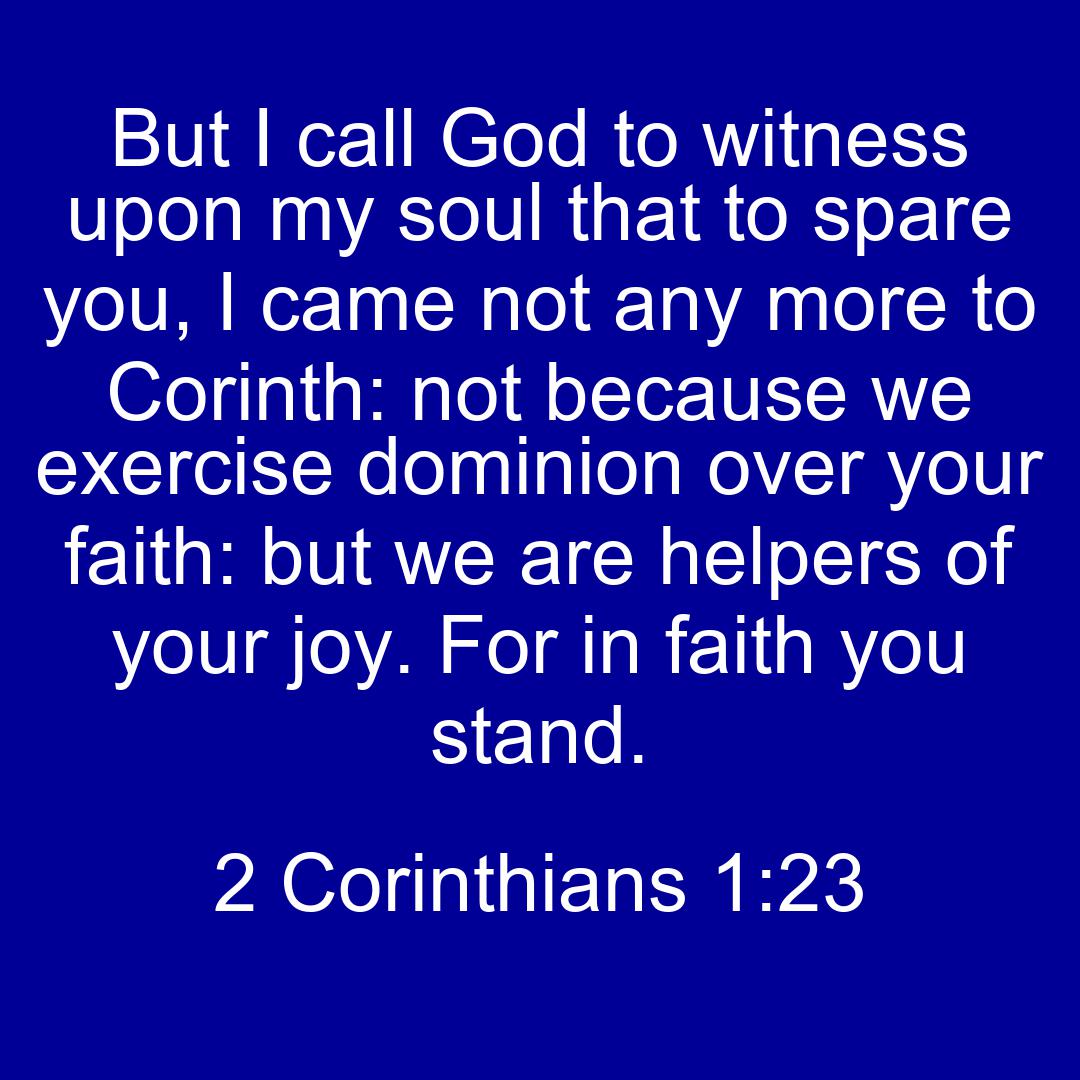 But I call God to witness
upon my soul that to spare
you, I came not any more to
Corinth: not because we
exercise dominion over your
faith: but we are helpers of
your joy. For in faith you
stand.
2 Corinthians 1:23